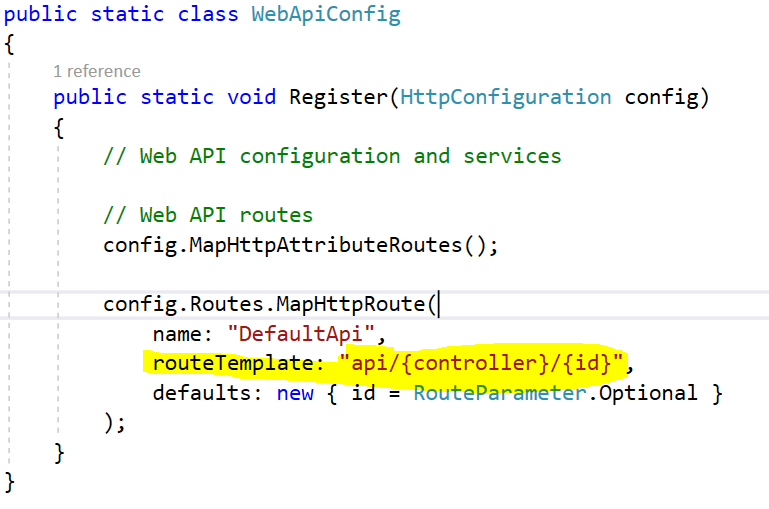 public static class WebApiConfig
{
1 reference
public static void Register(HttpConfiguration config)
{
// Web API configuration and services
// Web API routes
config.MapHttpAttributeRoutes();
config.Routes.MapHttpRoute(
name: "DefaultApi",
routeTemplate: "api/{controller}/{id}",
defaults: new { id = RouteParameter.Optional }
);
}
}